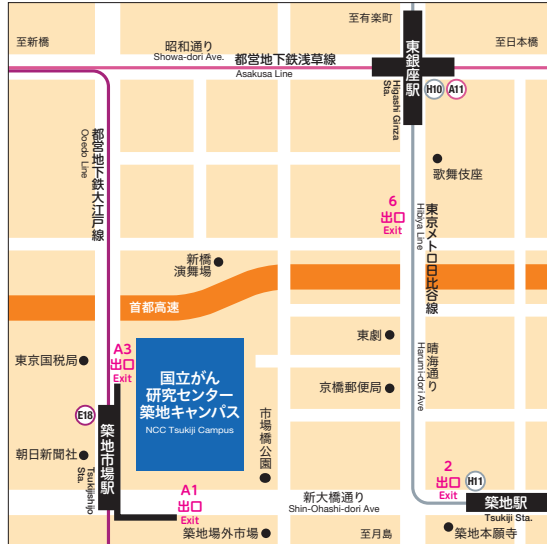 至有楽町
至新橋
昭和通り
Showa-dori Ave.
都営地下鉄浅草線
Asakusa Line
至日本橋
東銀座駅
Higashi Ginza
Sta.
H10
A11
都営地下鉄大江戸線
Ooedo Line
歌舞伎座
6
出口
Exit
東京メトロ日比谷線
Hibiya Line
新橋
演舞場
首都高速
東劇
A3
出口
Exit
東京国税局
国立がん
研究センター
築地キャンパス
NCC Tsukiji Campus
京橋郵便局
晴海通り
Harumi-dori Ave
E18
築地市場駅
Tsukijishijo
Sta.
朝日新聞社
市場橋公園
2
出口
Exit
H11
A1
出口
Exit
新大橋通り
Shin-Ohashi-dori Ave
築地駅
Tsukiji Sta.
築地場外市場
至月島
築地本願寺